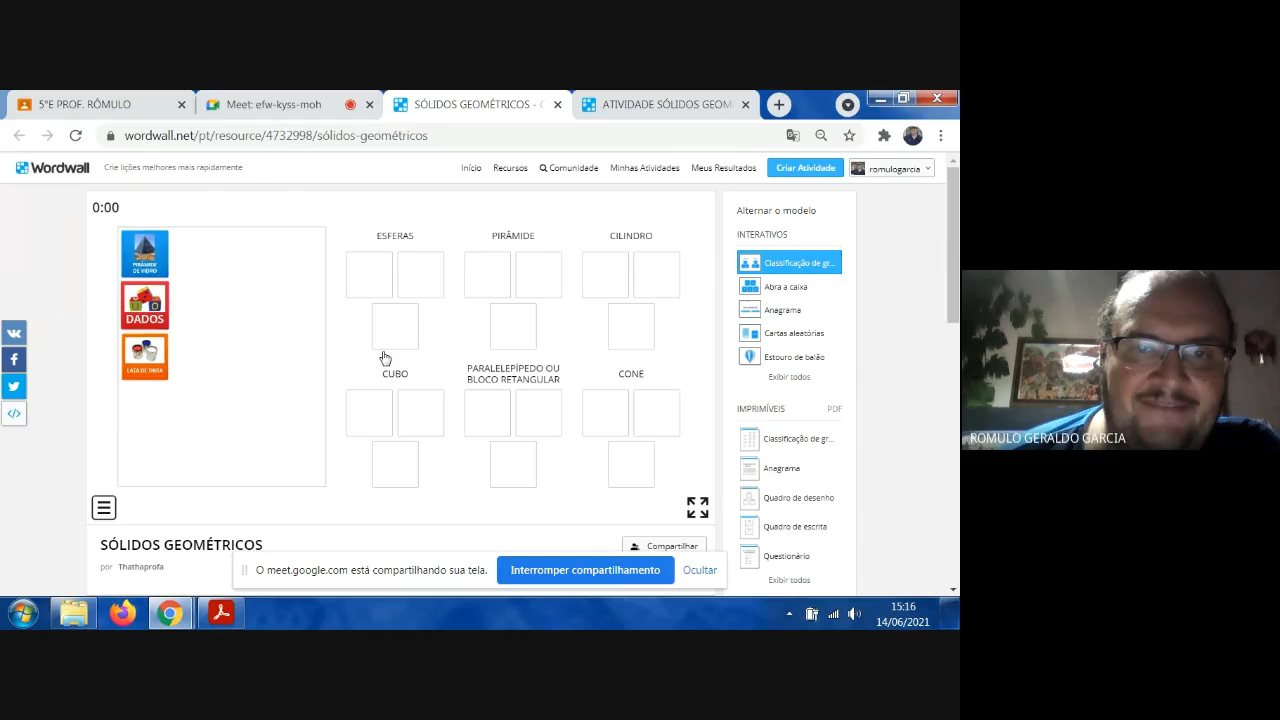 5°E PROF. RÔMULO
Meet: efw-kyss-moh
SÓLIDOS GEOMÉTRICOS - C
ATIVIDADE SÓLIDOS GEOM
wordwall.net/pt/resource/4732998/sólidos-geométricos
Wordwall
Crie lições melhores mais rapidamente
Início
Recursos
Comunidade
Minhas Atividades
Meus Resultados
Criar Atividade
romulogarcia
0:00
PIRÂMIDE
DE VIDRO
DADOS
LATA DE TINTA
ESFERAS
PIRÂMIDE
CILINDRO
CUBO
PARALELEPÍPEDO OU
BLOCO RETANGULAR
CONE
Alternar o modelo
INTERATIVOS
Classificação de gr...
Abra a caixa
Anagrama
Cartas aleatórias
Estouro de balão
Exibir todos
IMPRIMÍVEIS
PDF
Classificação de gr...
Anagrama
Quadro de desenho
Quadro de escrita
Questionário
Exibir todos
SÓLIDOS GEOMÉTRICOS
Compartilhar
por Thathaprofa
O meet.google.com está compartilhando sua tela.
Interromper compartilhamento
Ocultar
15:16
14/06/2021
ROMULO GERALDO GARCIA